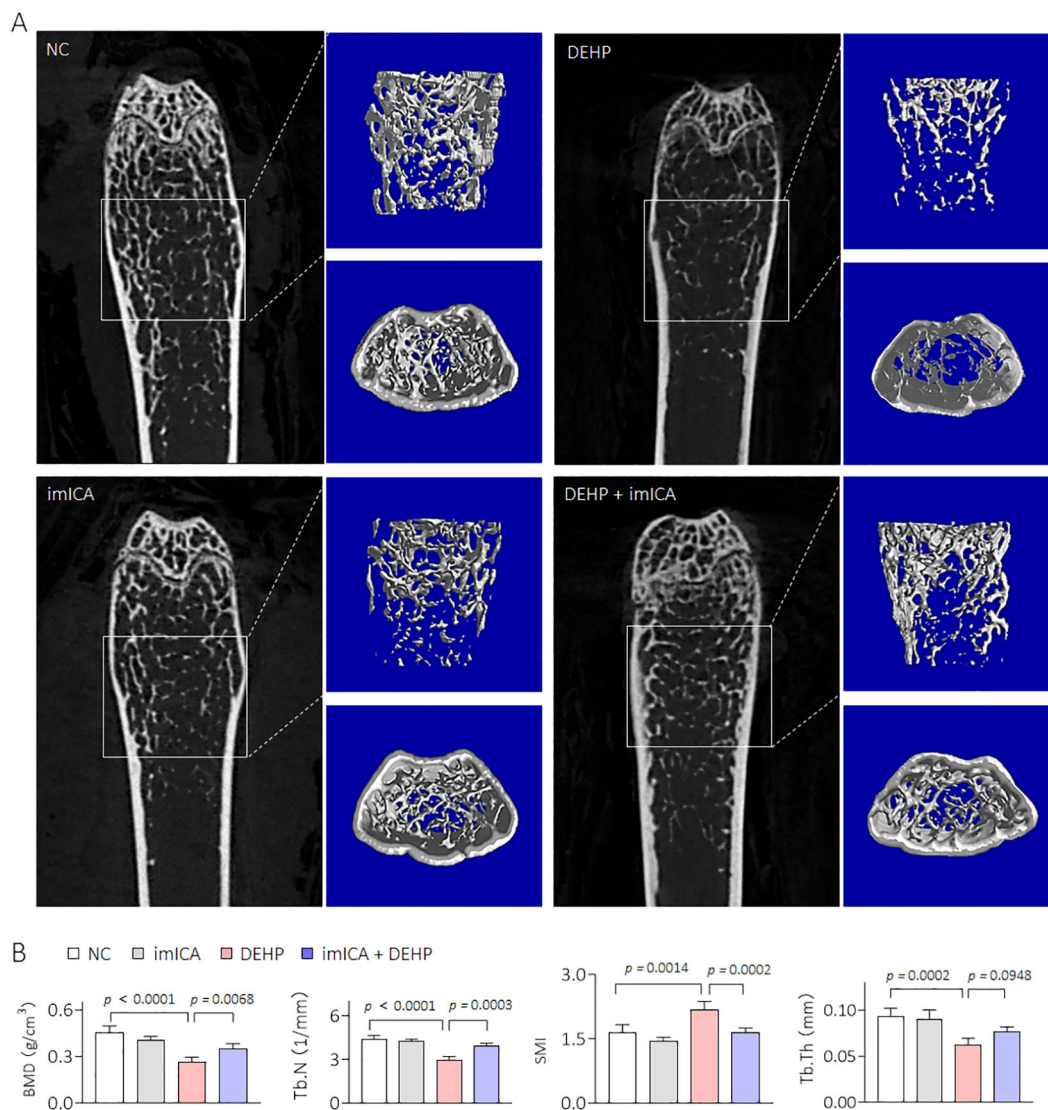 A
NC
DEHP
imICA
DEHP + imICA
B
NC imICA DEHP imICA + DEHP
BMD (g/cm³)
0.6
0.3
0.0
p < 0.0001
p = 0.0068
Tb.N (1/mm)
6
3
0
p < 0.0001
p = 0.0003
SMI
3.0
1.5
0.0
p = 0.0014
p = 0.0002
Tb.Th (mm)
0.10
0.05
0.00
p = 0.0002
p = 0.0948